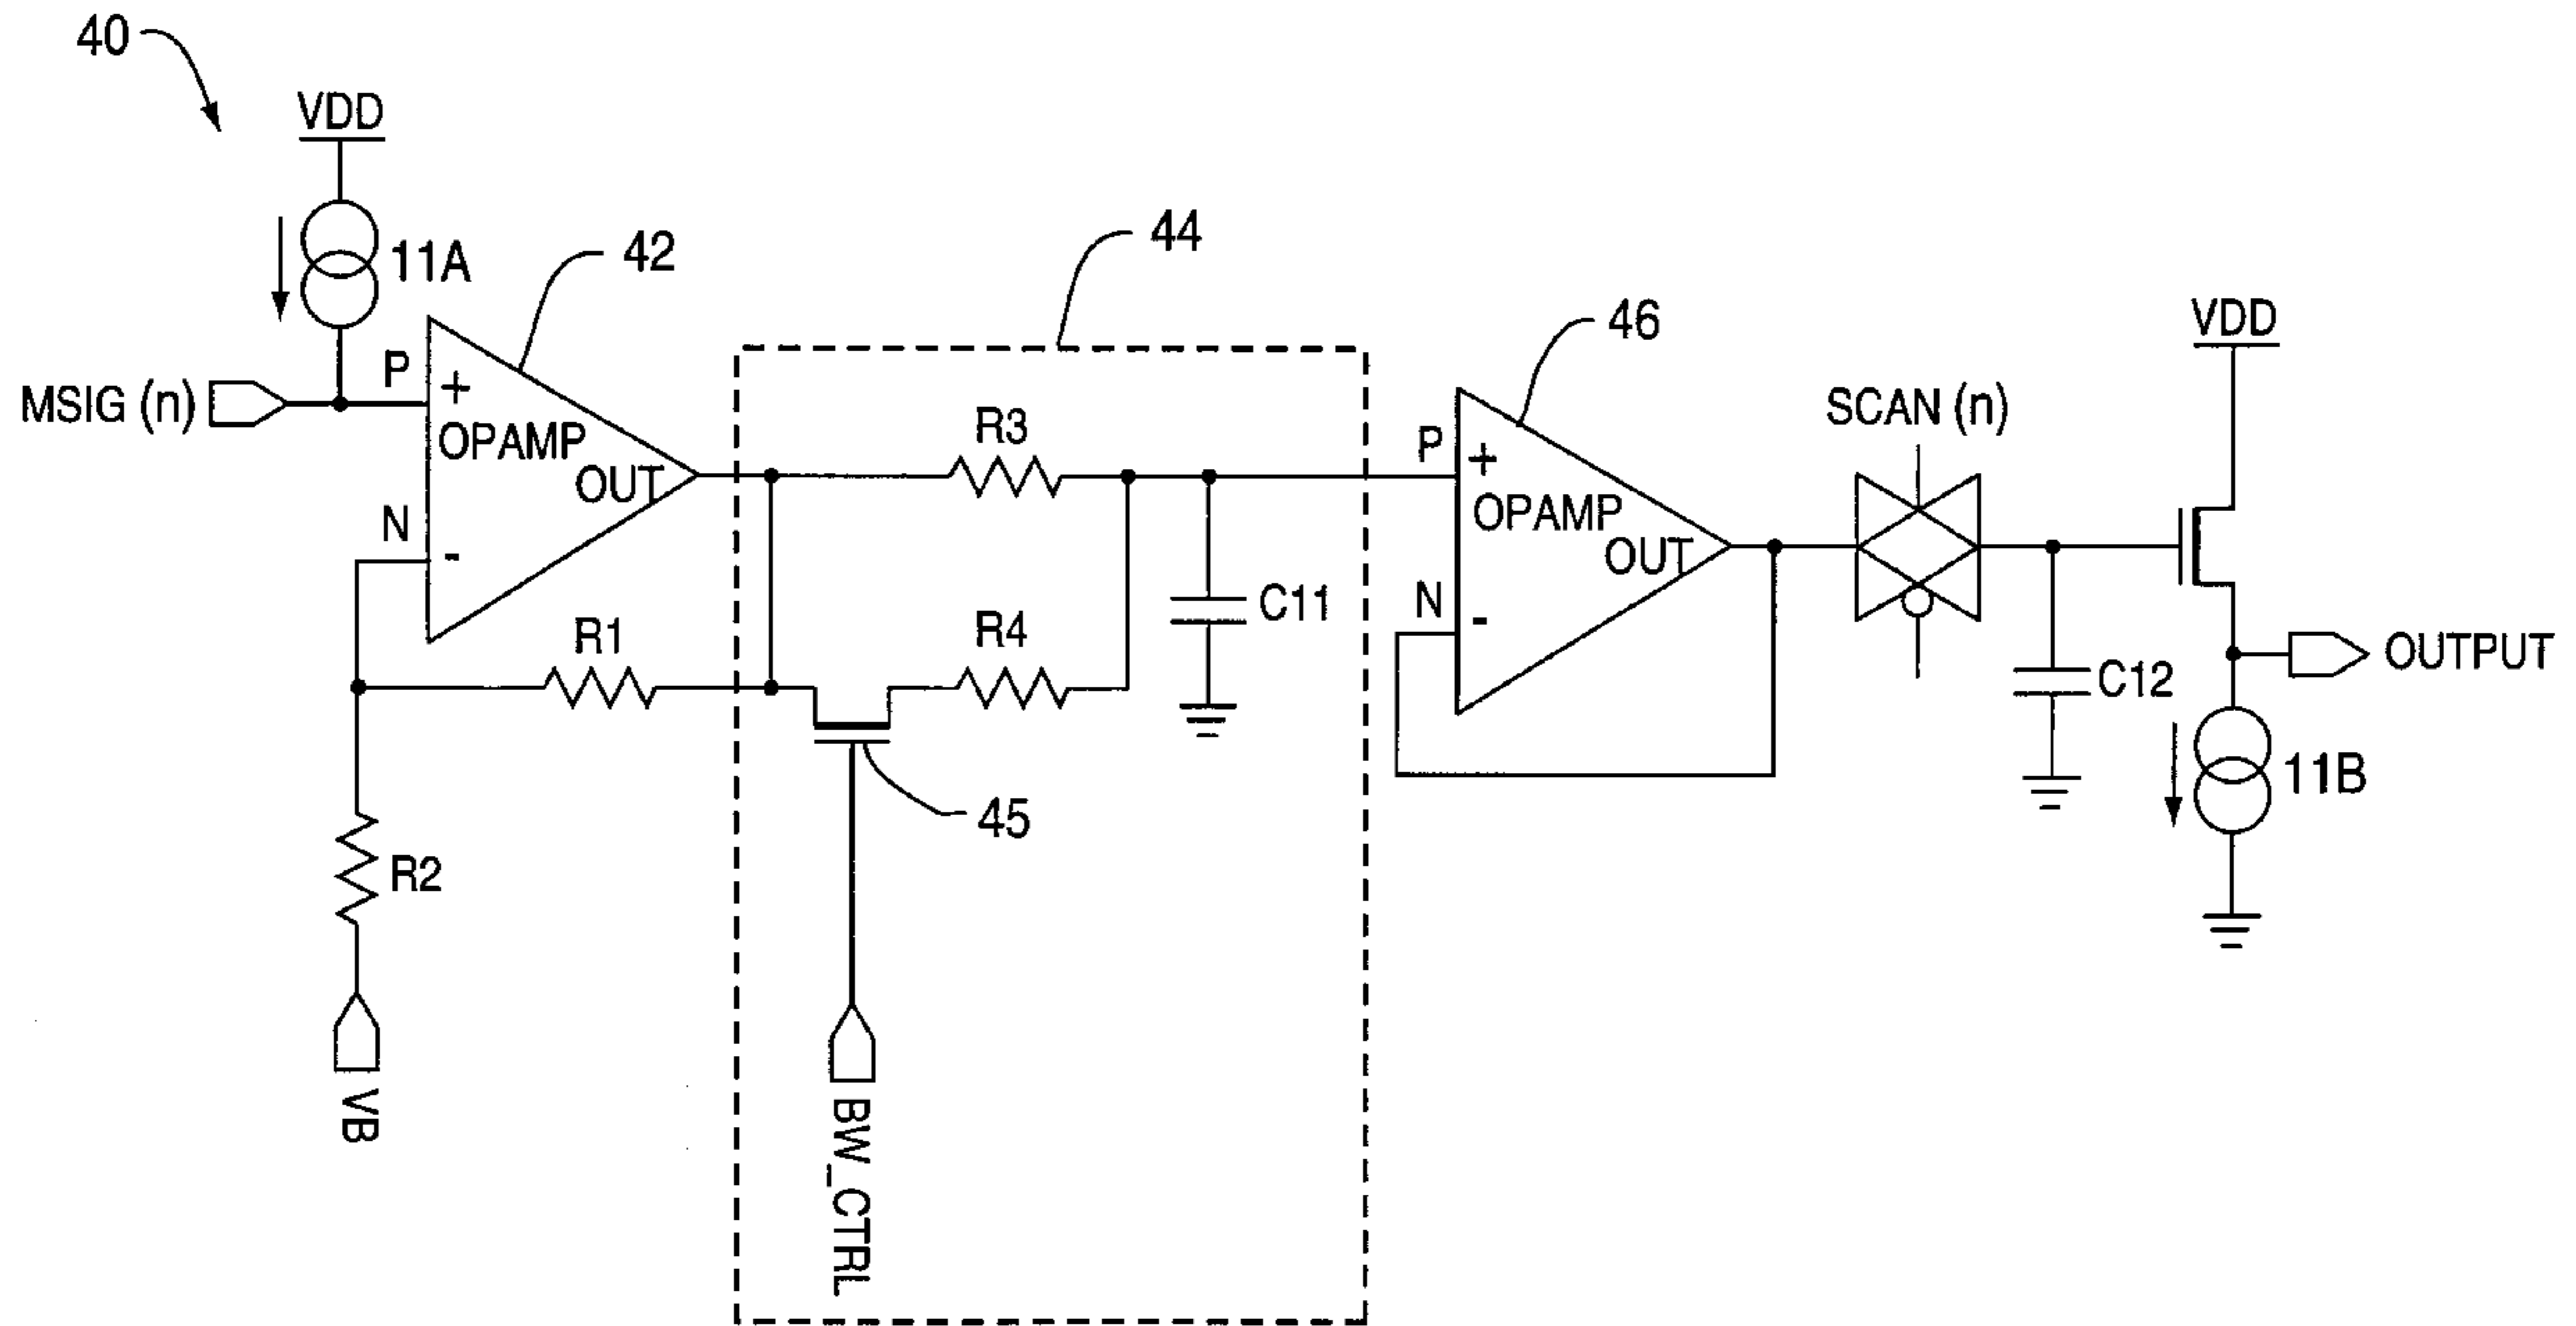 40
VDD
11A
42
44
46
VDD
MSIG (n)
P
+
OPAMP
OUT
N
-
R3
P
+
OPAMP
OUT
N
-
SCAN (n)
R1
R4
C11
C12
OUTPUT
45
11B
R2
VB
BW_CTRL